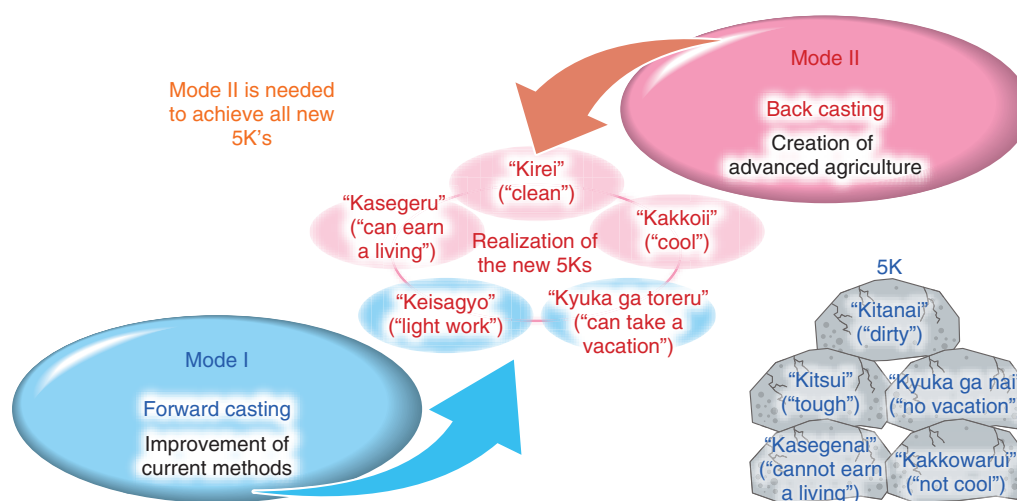 Mode II is needed
to achieve all new
5K’s
Mode II
Back casting
Creation of
advanced agriculture
“Kirei”
(“clean”)
“Kasegeru”
(“can earn
a living”)
“Kakkoii”
(“cool”)
Realization of
the new 5Ks
“Keisagyo”
(“light work”)
“Kyuka ga toreru”
(“can take a
vacation”)
Mode I
Forward casting
Improvement of
current methods
5K
“Kitanai”
(“dirty”)
“Kitsui”
(“tough”)
“Kyuka ga nai”
(“no vacation”
“Kasegenai”
(“cannot earn
a living”)
“Kakkowarui”
(“not cool”)